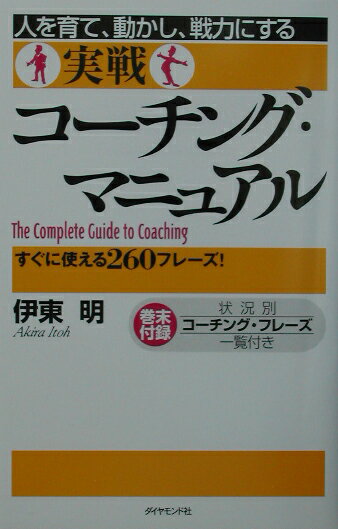 人を育て、動かし、戦力にする
実戦
コーチング・
マニュアル
The Complete Guide to Coaching
すぐに使える260フレーズ!
伊東 明
Akira Itoh
巻末
付録
状況別
コーチング・フレーズ
一覧付き
ダイヤモンド社